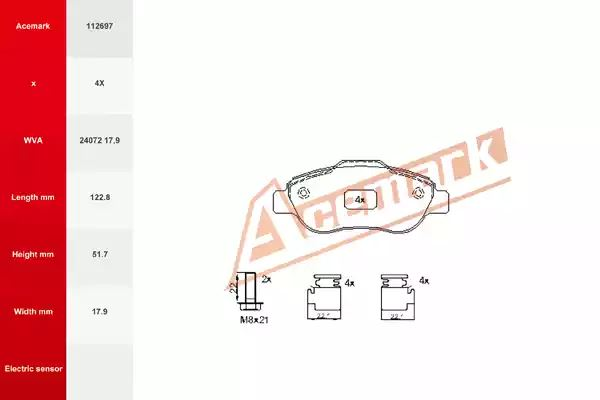 Acemark 112697
x 4X
WVA 24072 17,9
Length mm 122.8
Height mm 51.7
Width mm 17.9
Electric sensor
Acemark
4x
22 2x
M8x21
4x
22
4x
22